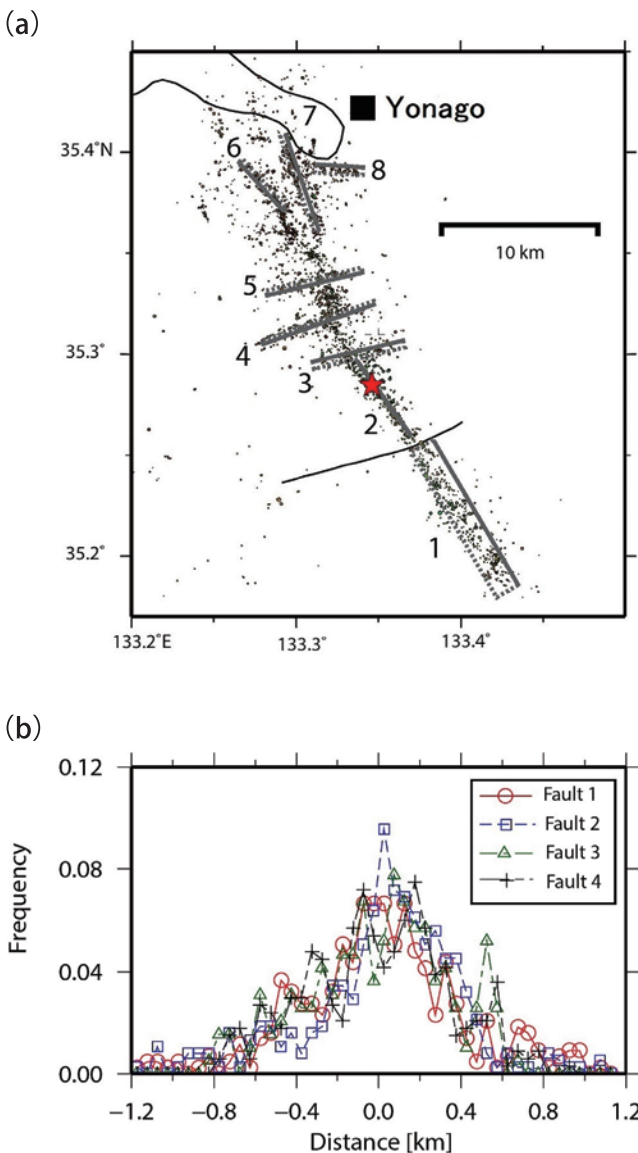 (a)
Yonago
7
35.4°N
6
8
10 km
5
4
35.3°
3
2
1
35.2°
133.2°E
133.3°
133.4°
(b)
0.12
Fault 1
Fault 2
0.08
Fault 3
Fault 4
Frequency
0.04
0.00
−1.2
−0.8
−0.4
0.0
0.4
0.8
1.2
Distance [km]